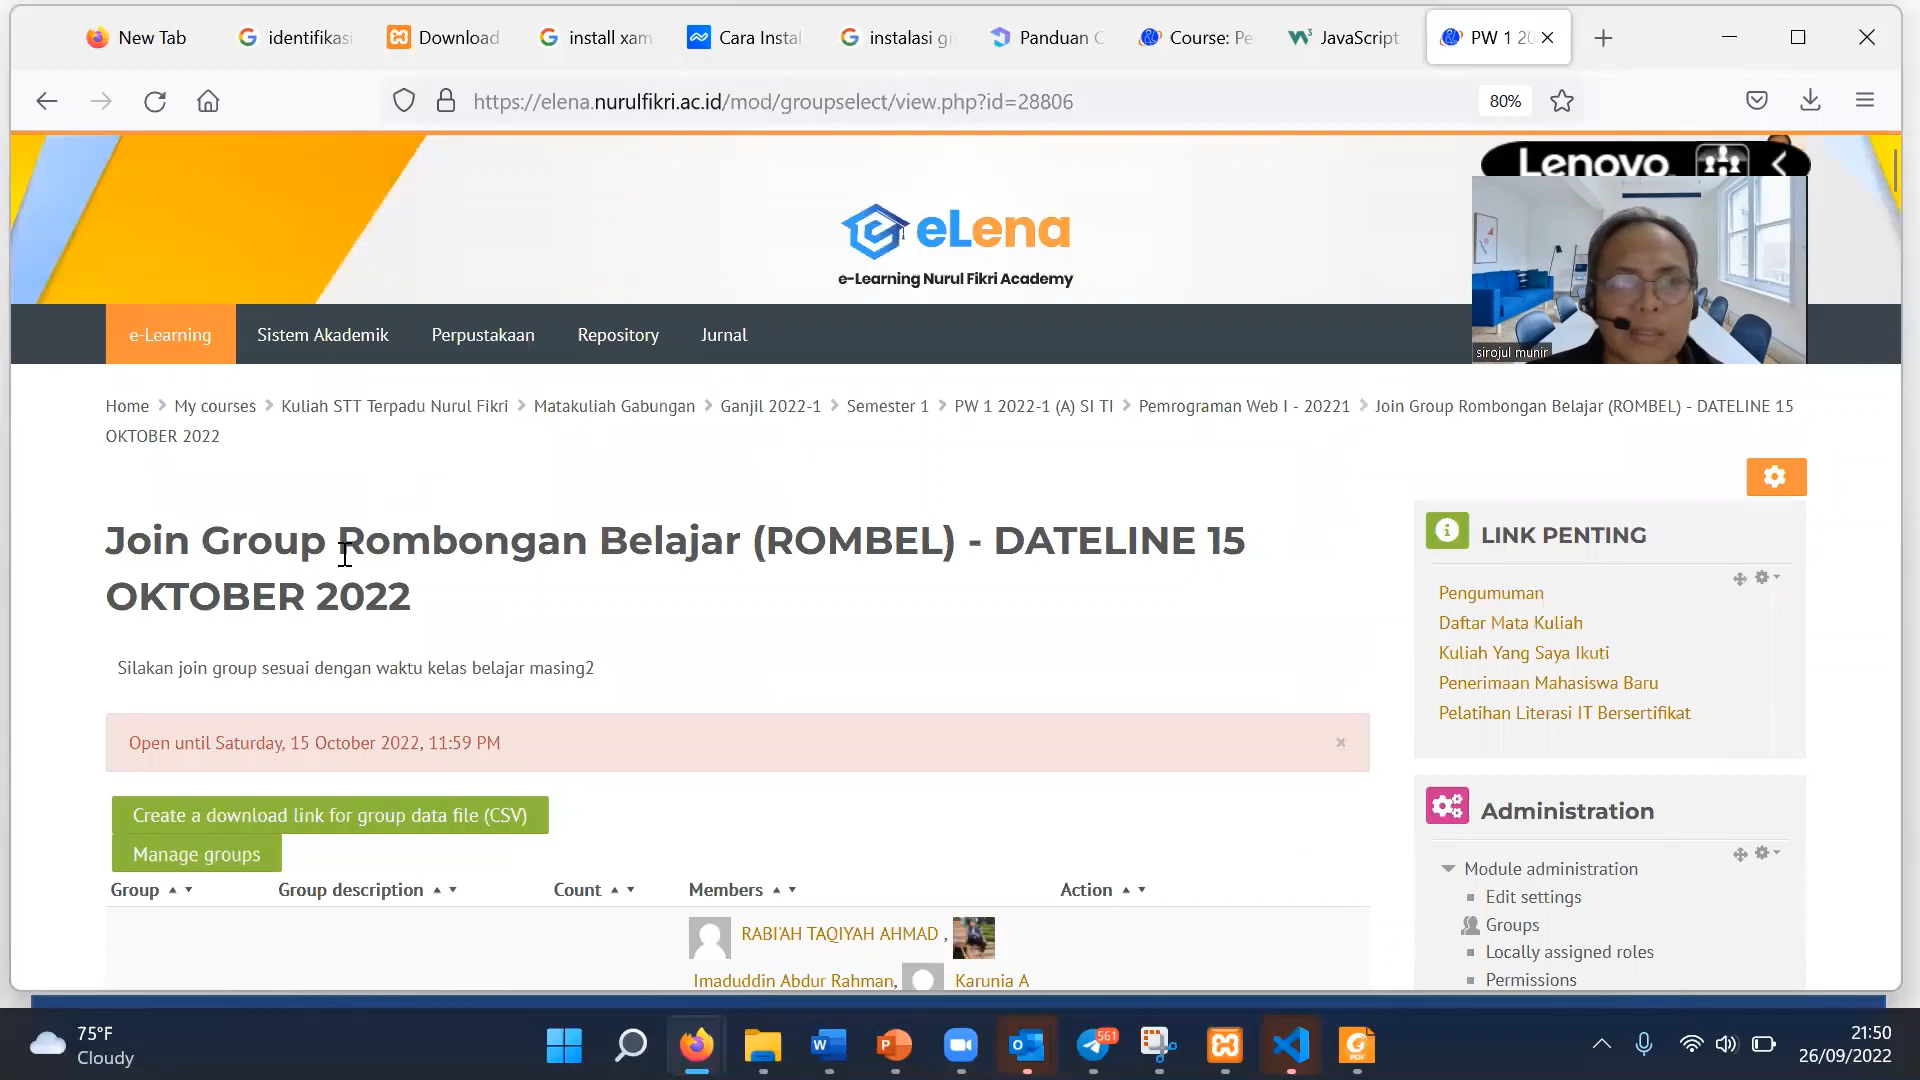 New Tab
identifikasi
Download
install xam
Cara Instal
instalasi gi
Panduan C
Course: Pe
JavaScript
PW 1 20
https://elena.nurulfikri.ac.id/mod/groupselect/view.php?id=28806
80%
Lenovo
eLena
e-Learning Nurul Fikri Academy
sirojul munir
e-Learning
Sistem Akademik
Perpustakaan
Repository
Jurnal
Home > My courses > Kuliah STT Terpadu Nurul Fikri > Matakuliah Gabungan > Ganjil 2022-1 > Semester 1 > PW 1 2022-1 (A) SI TI > Pemrograman Web I - 20221 > Join Group Rombongan Belajar (ROMBEL) - DATELINE 15
OKTOBER 2022
Join Group Rombongan Belajar (ROMBEL) - DATELINE 15
OKTOBER 2022
Silakan join group sesuai dengan waktu kelas belajar masing2
Open until Saturday, 15 October 2022, 11:59 PM
×
Create a download link for group data file (CSV)
Manage groups
Group
Group description
Count
Members
Action
RABI'AH TAQIYAH AHMAD ,
Imaduddin Abdur Rahman,
Karunia A
LINK PENTING
Pengumuman
Daftar Mata Kuliah
Kuliah Yang Saya Ikuti
Penerimaan Mahasiswa Baru
Pelatihan Literasi IT Bersertifikat
Administration
Module administration
Edit settings
Groups
Locally assigned roles
Permissions
75°F
Cloudy
561
PDF
21:50
26/09/2022